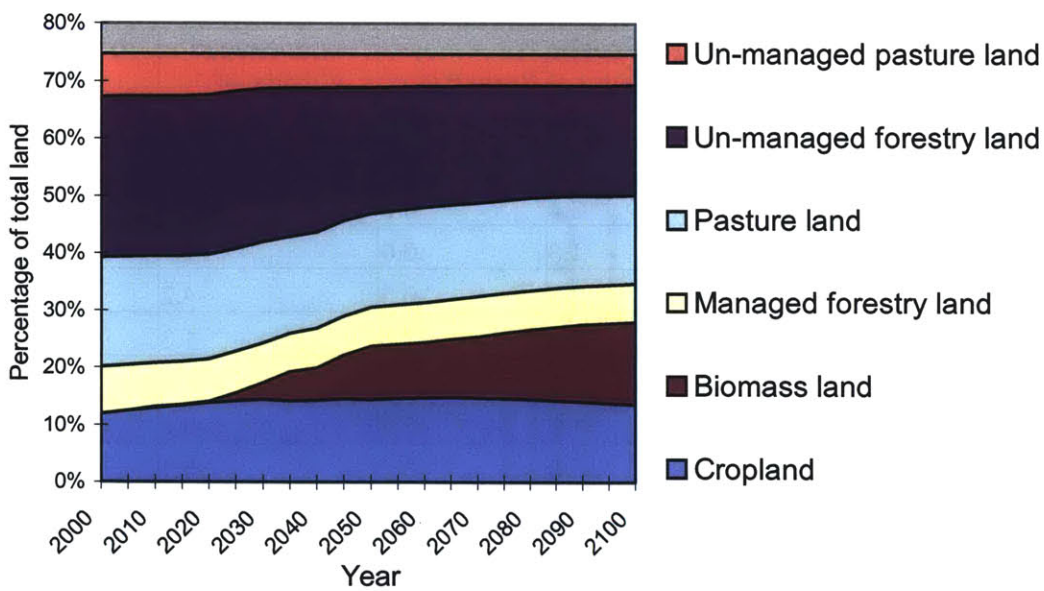 80%
70%
60%
50%
40%
30%
20%
10%
0%
Percentage of total land
2000
2010
2020
2030
2040
2050
2060
2070
2080
2090
2100
Year
Un-managed pasture land
Un-managed forestry land
Pasture land
Managed forestry land
Biomass land
Cropland